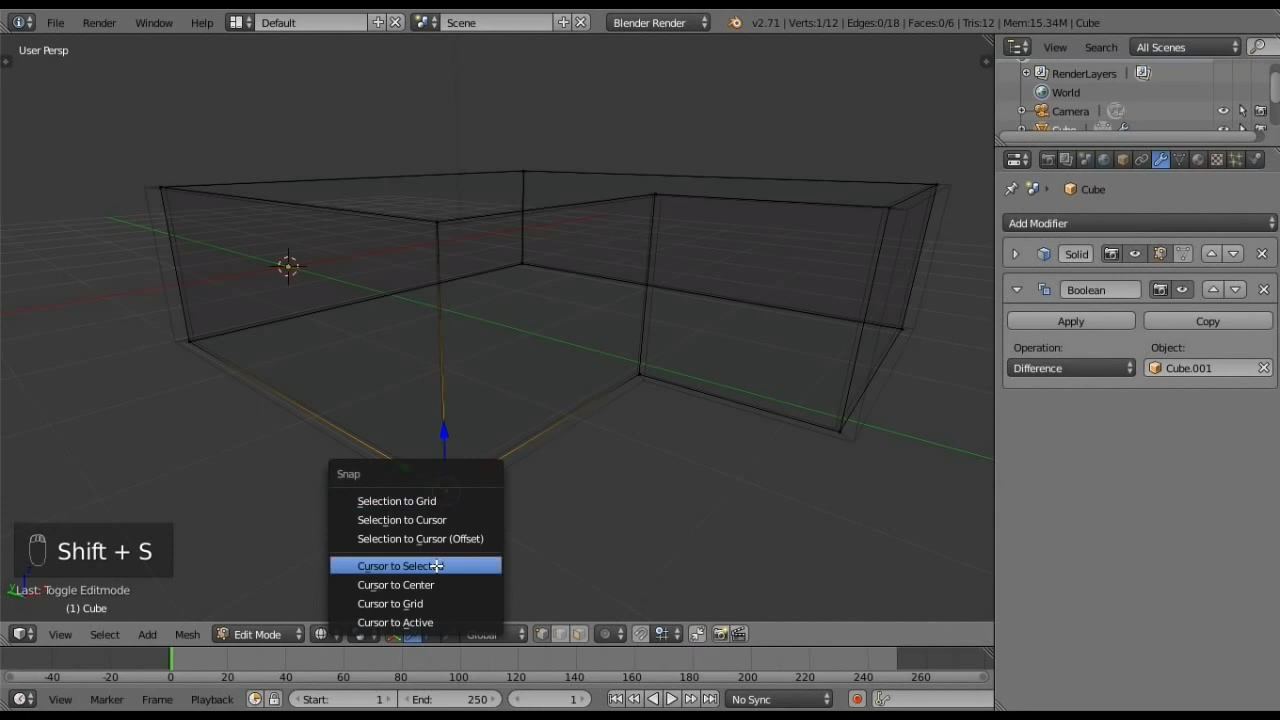 File Render Window Help Default Scene Blender Render v2.71 | Verts:1/12 | Edges:0/18 | Faces:0/6 | Tris:12 | Mem:15.34M | Cube
User Persp
View Search All Scenes
RenderLayers
World
Camera
Cube
Cube
Add Modifier
Solid
Boolean
Apply Copy
Operation: Object:
Difference Cube.001
Snap
Selection to Grid
Selection to Cursor
Selection to Cursor (Offset)
Cursor to Selected
Cursor to Center
Cursor to Grid
Cursor to Active
Shift + S
Last: Toggle Editmode
(1) Cube
View Select Add Mesh Edit Mode Global
-40 -20 0 20 40 60 80 100 120 140 160 180 200 220 240 260
View Marker Frame Playback Start: 1 End: 250 1 No Sync